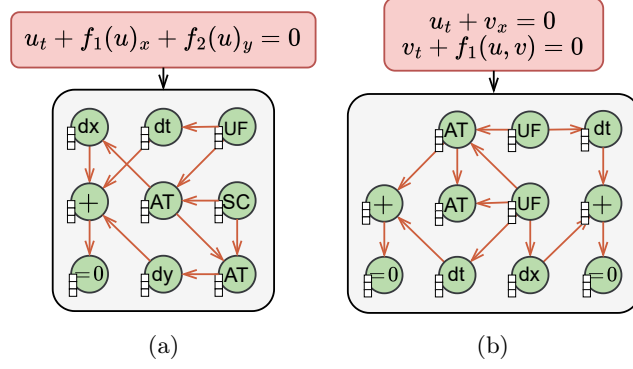 u_t + f_1(u)_x + f_2(u)_y = 0
dx dt UF
+ AT SC
=0 dy AT
(a)
u_t + v_x = 0
v_t + f_1(u, v) = 0
AT UF dt
+ AT UF +
=0 dt dx =0
(b)